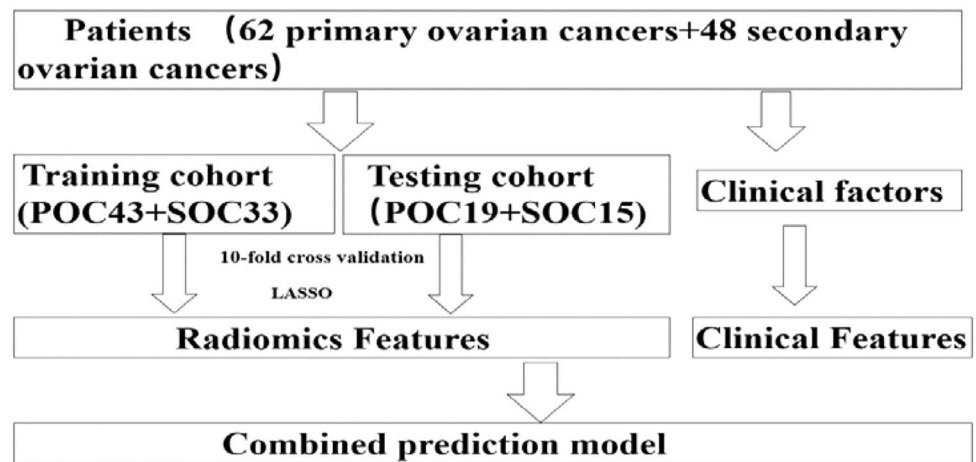 Patients （62 primary ovarian cancers+48 secondary
ovarian cancers）
Training cohort
(POC43+SOC33)
Testing cohort
（POC19+SOC15)
Clinical factors
10-fold cross validation
LASSO
Radiomics Features
Clinical Features
Combined prediction model